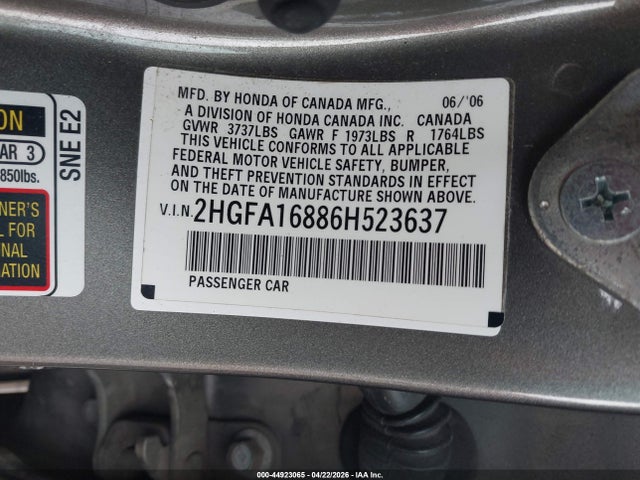 MFD. BY HONDA OF CANADA MFG., 06/'06
A DIVISION OF HONDA CANADA INC. CANADA
GVWR 3737LBS GAWR F 1973LBS R 1764LBS
THIS VEHICLE CONFORMS TO ALL APPLICABLE
FEDERAL MOTOR VEHICLE SAFETY, BUMPER,
AND THEFT PREVENTION STANDARDS IN EFFECT
ON THE DATE OF MANUFACTURE SHOWN ABOVE.
V.I.N. 2HGFA16886H523637
PASSENGER CAR
ON
AR 3
850lbs.
NER'S
L FOR
NAL
ATION
SNE E2
000-44923065 - 04/22/2026 - IAA Inc.